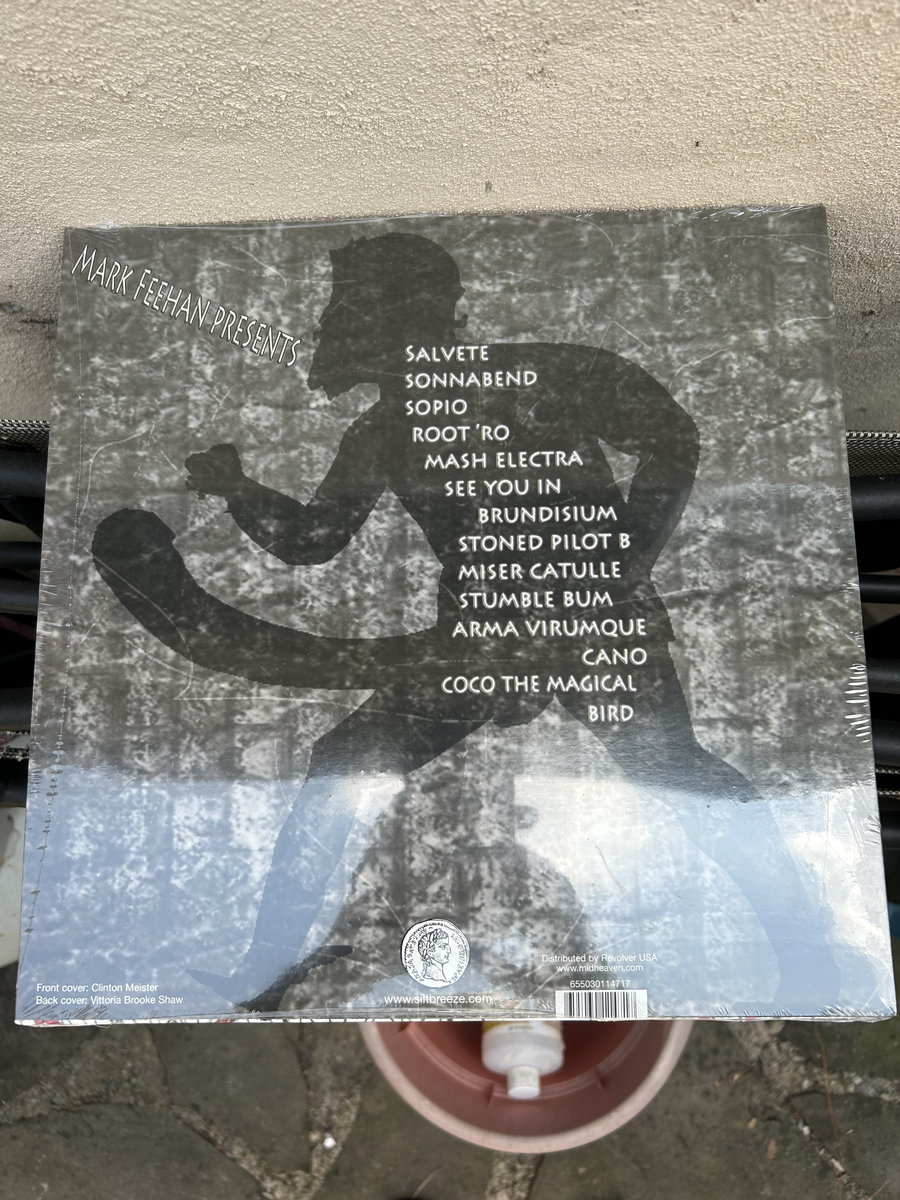 MARK FEEHAN PRESENTS
SALVETE
SONNABEND
SOPIO
ROOT 'RO
MASH ELECTRA
SEE YOU IN
BRUNDISIUM
STONED PILOT B
MISER CATULLE
STUMBLE BUM
ARMA VIRUMQUE
CANO
COCO THE MAGICAL
BIRD
Front cover: Clinton Meister
Back cover: Vittoria Brooke Shaw
www.siltbreeze.com
Distributed by Revolver USA
www.midheaven.com
655030114717